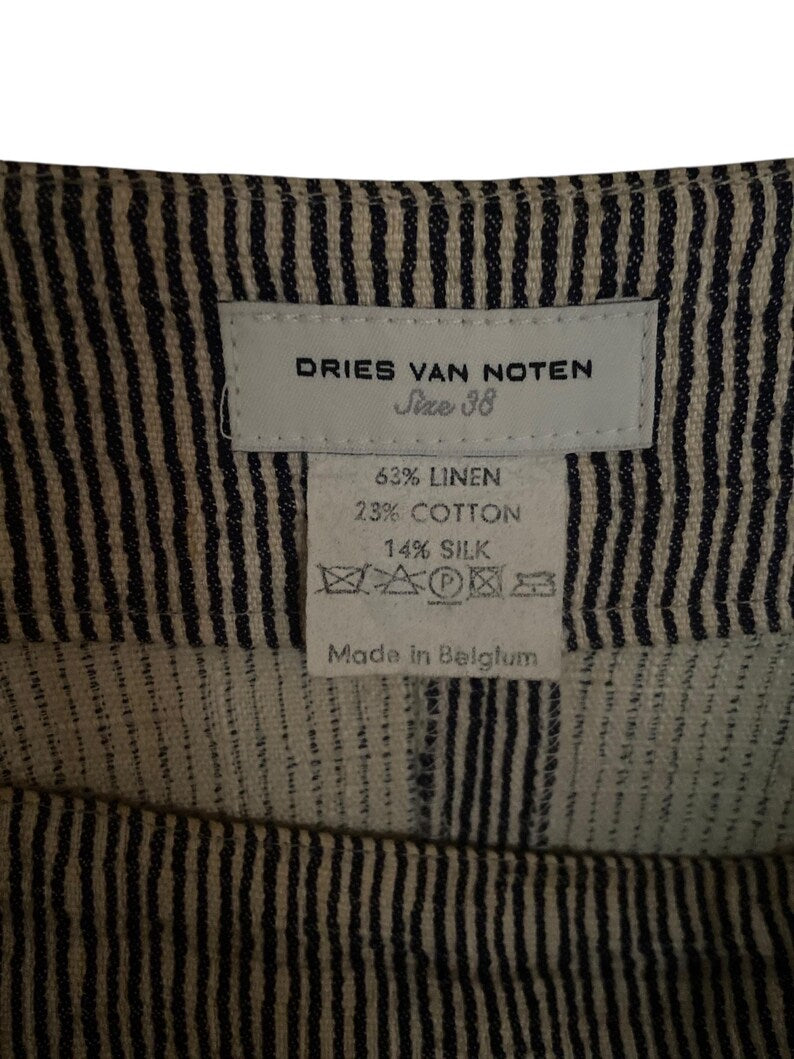 DRIES VAN NOTEN
Size 38
63% LINEN
23% COTTON
14% SILK
P
Made in Belgium